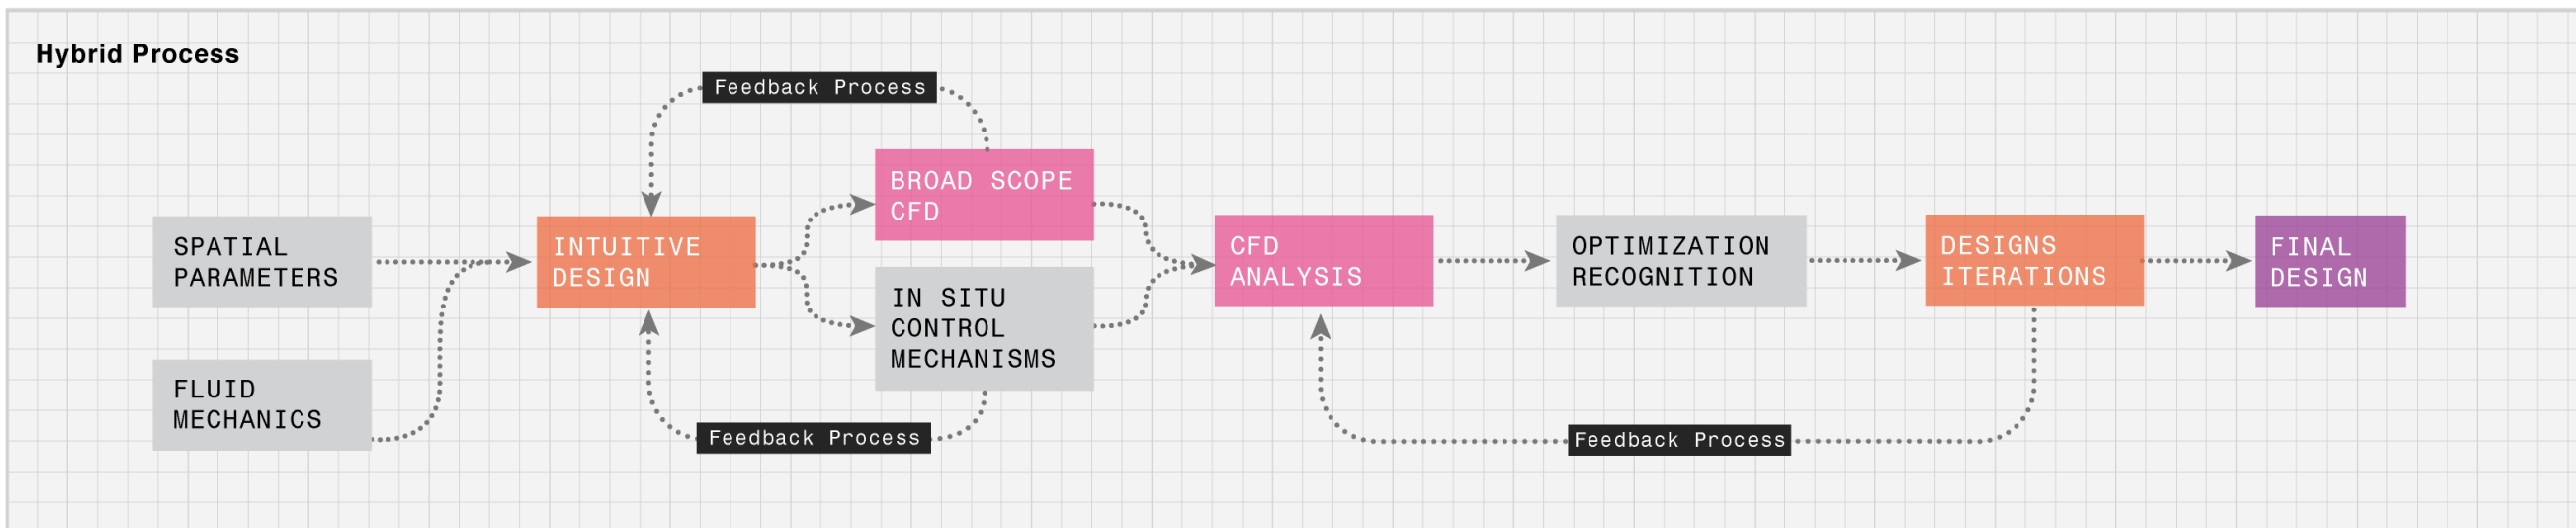 Hybrid Process
Feedback Process
SPATIAL
PARAMETERS
FLUID
MECHANICS
INTUITIVE
DESIGN
BROAD SCOPE
CFD
IN SITU
CONTROL
MECHANISMS
Feedback Process
CFD
ANALYSIS
OPTIMIZATION
RECOGNITION
DESIGNS
ITERATIONS
Feedback Process
FINAL
DESIGN